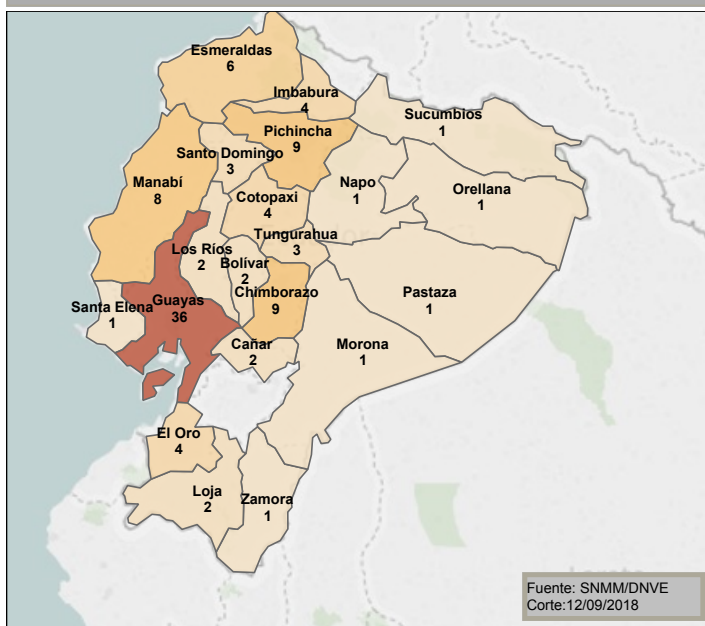 Esmeraldas
6
Imbabura
4
Sucumbios
1
Pichincha
9
Santo Domingo
3
Manabí
8
Napo
1
Orellana
1
Cotopaxi
4
Tungurahua
3
Los Ríos
2
Bolívar
2
Chimborazo
9
Pastaza
1
Santa Elena
1
Guayas
36
Cañar
2
Morona
1
El Oro
4
Loja
2
Zamora
1
Fuente: SNMM/DNVE
Corte:12/09/2018